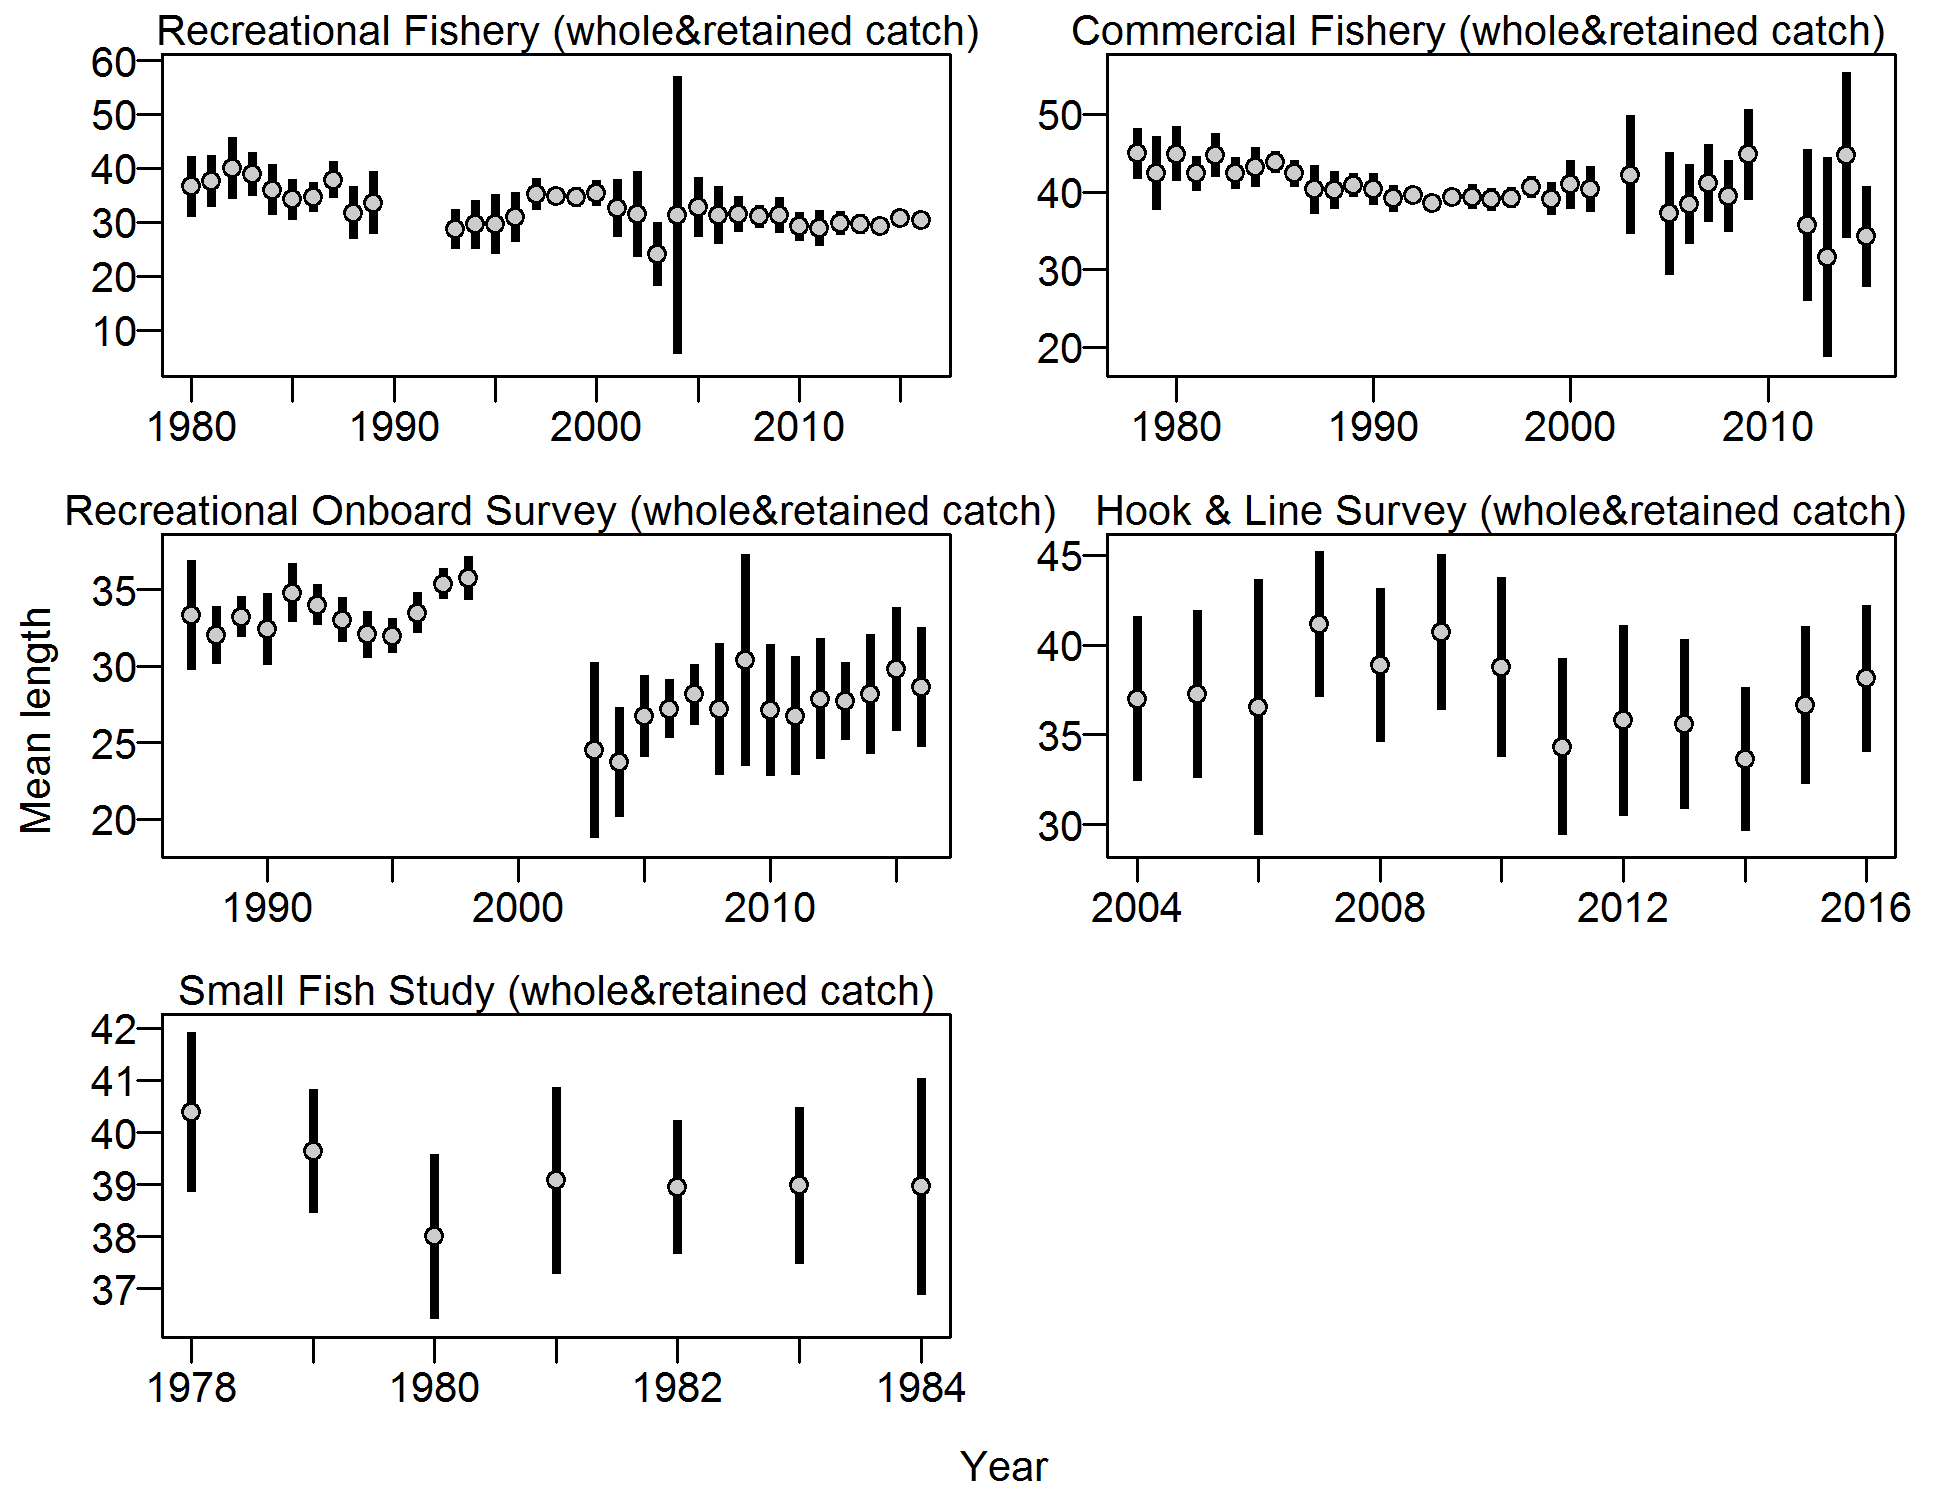 Recreational Fishery (whole&retained catch)
60
50
40
30
20
10
1980 1990 2000 2010
Commercial Fishery (whole&retained catch)
50
40
30
20
1980 1990 2000 2010
Mean length
Recreational Onboard Survey (whole&retained catch)
35
30
25
20
1990 2000 2010
Hook & Line Survey (whole&retained catch)
45
40
35
30
2004 2008 2012 2016
Small Fish Study (whole&retained catch)
42
41
40
39
38
37
1978 1980 1982 1984
Year